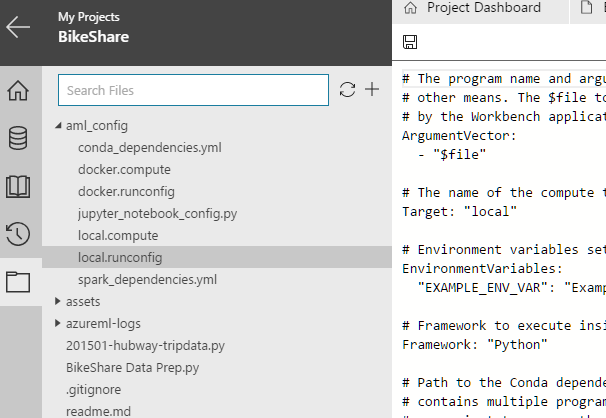 My Projects
BikeShare
Search Files
aml_config
conda_dependencies.yml
docker.compute
docker.runconfig
jupyter_notebook_config.py
local.compute
local.runconfig
spark_dependencies.yml
assets
azureml-logs
201501-hubway-tripdata.py
BikeShare Data Prep.py
.gitignore
readme.md
Project Dashboard
# The program name and argu
# other means. The $file to
# by the Workbench applicat
ArgumentVector:
- "$file"
# The name of the compute t
Target: "local"
# Environment variables set
EnvironmentVariables:
"EXAMPLE_ENV_VAR": "Examp
# Framework to execute insi
Framework: "Python"
# Path to the Conda depende
# contains multiple program